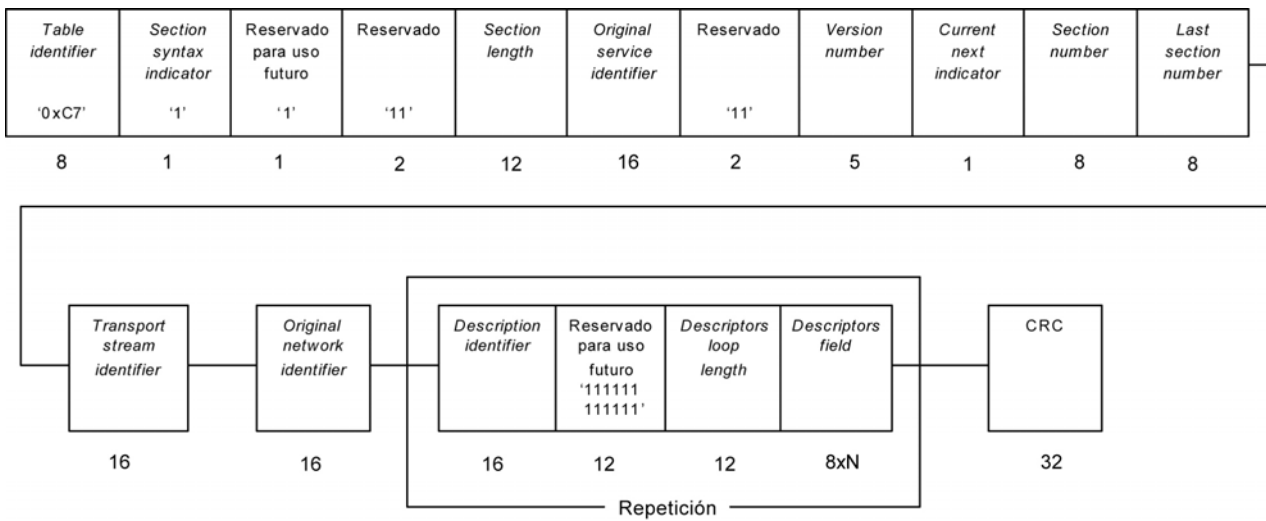 Table
identifier
'0xC7'
Section
syntax
indicator
'1'
Reservado
para uso
futuro
'1'
Reservado
'11'
Section
length
Original
service
identifier
Reservado
'11'
Version
number
Current
next
indicator
Section
number
Last
section
number
8
1
1
2
12
16
2
5
1
8
8
Transport
stream
identifier
Original
network
identifier
Description
identifier
Reservado
para uso
futuro
'111111
111111'
Descriptors
loop
length
Descriptors
field
CRC
16
16
16
12
12
8xN
32
Repetición